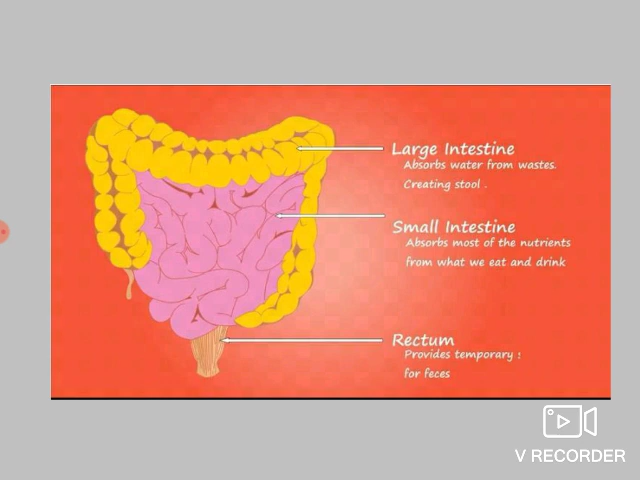 Large Intestine
Absorbs water from wastes.
Creating stool .
Small Intestine
Absorbs most of the nutrients
from what we eat and drink
Rectum
Provides temporary
for feces
V RECORDER